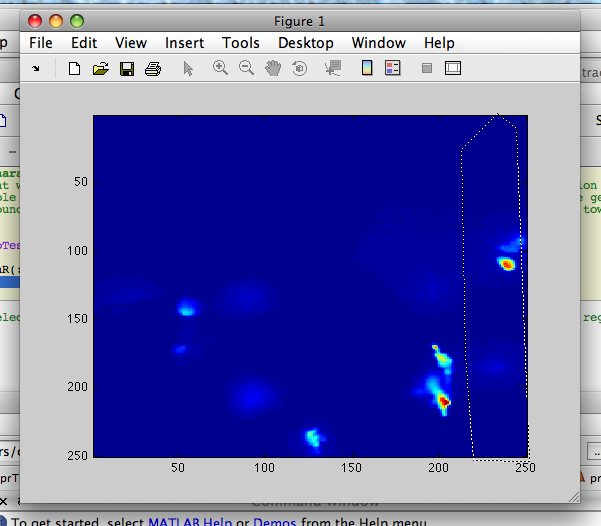 Figure 1
File Edit View Insert Tools Desktop Window Help
50
100
150
200
250
50 100 150 200 250
Command Window
To get started, select MATLAB Help or Demos from the Help menu